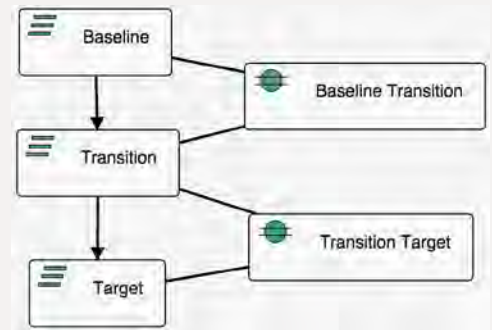 Baseline
Baseline Transition
Transition
Transition Target
Target